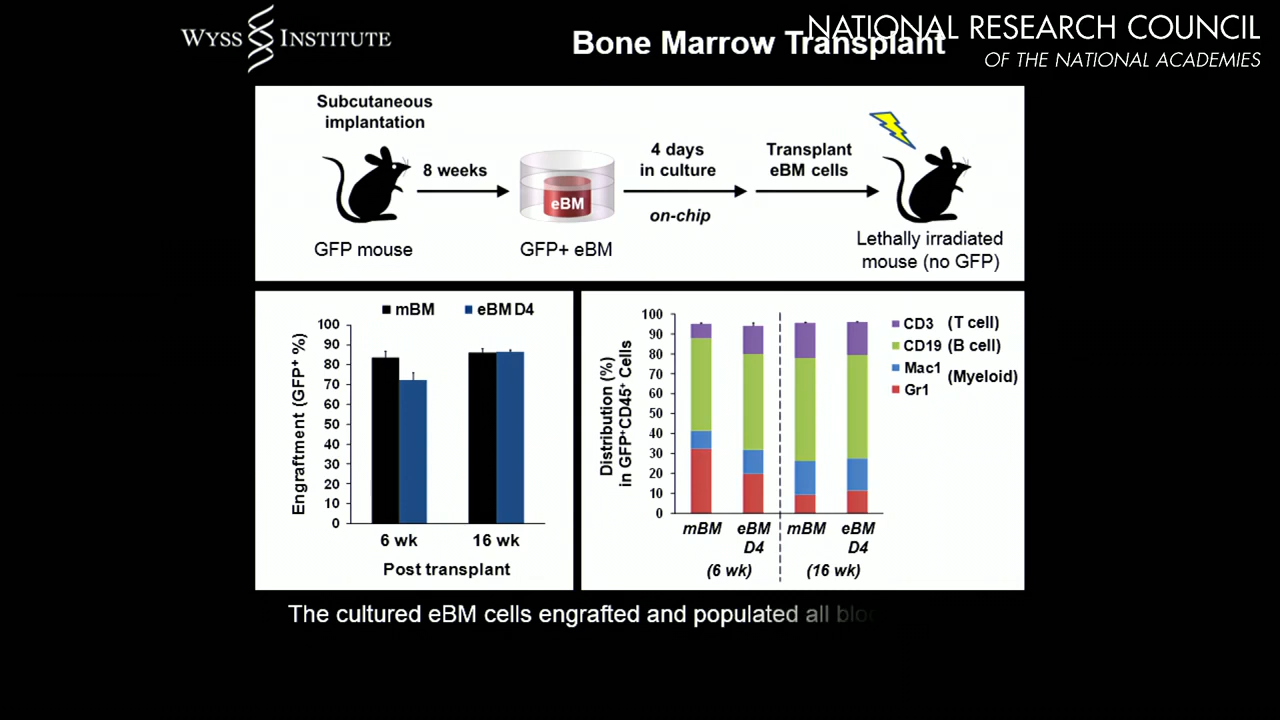 WYSS INSTITUTE
Bone Marrow Transplant
NATIONAL RESEARCH COUNCIL
OF THE NATIONAL ACADEMIES
Subcutaneous
implantation
8 weeks
eBM
4 days
in culture
on-chip
Transplant
eBM cells
GFP mouse
GFP+ eBM
Lethally irradiated
mouse (no GFP)
mBM eBM D4
Engraftment (GFP+ %)
100
90
80
70
60
50
40
30
20
10
0
6 wk 16 wk
Post transplant
Distribution (%)
in GFP+CD45+ Cells
100
90
80
70
60
50
40
30
20
10
0
mBM eBM D4 mBM eBM D4
(6 wk) (16 wk)
CD3 (T cell)
CD19 (B cell)
Mac1
(Myeloid)
Gr1
The cultured eBM cells engrafted and populated all